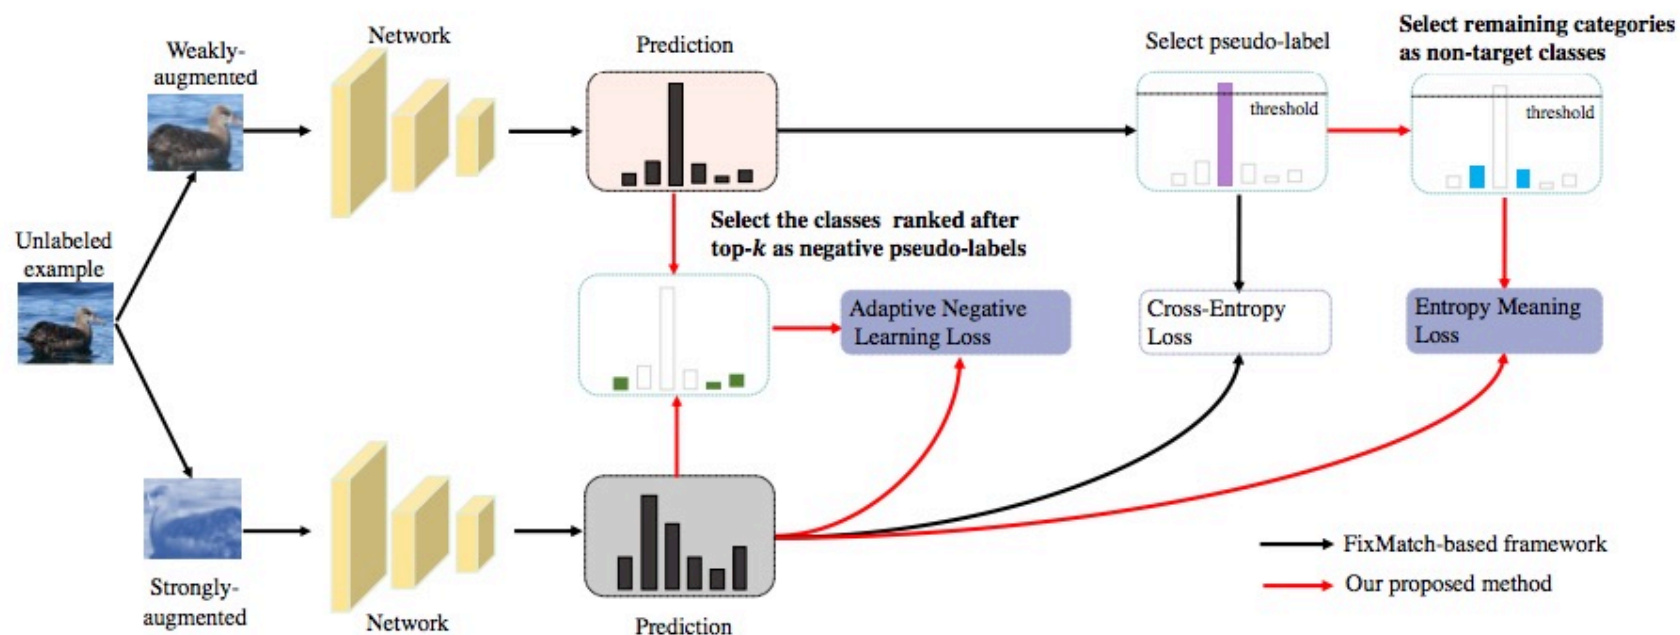 Network
Weakly-
augmented
Prediction
Select pseudo-label
Select remaining categories
as non-target classes
threshold
threshold
Select the classes ranked after
top-k as negative pseudo-labels
Unlabeled
example
Adaptive Negative
Learning Loss
Cross-Entropy
Loss
Entropy Meaning
Loss
Strongly-
augmented
Network
Prediction
FixMatch-based framework
Our proposed method